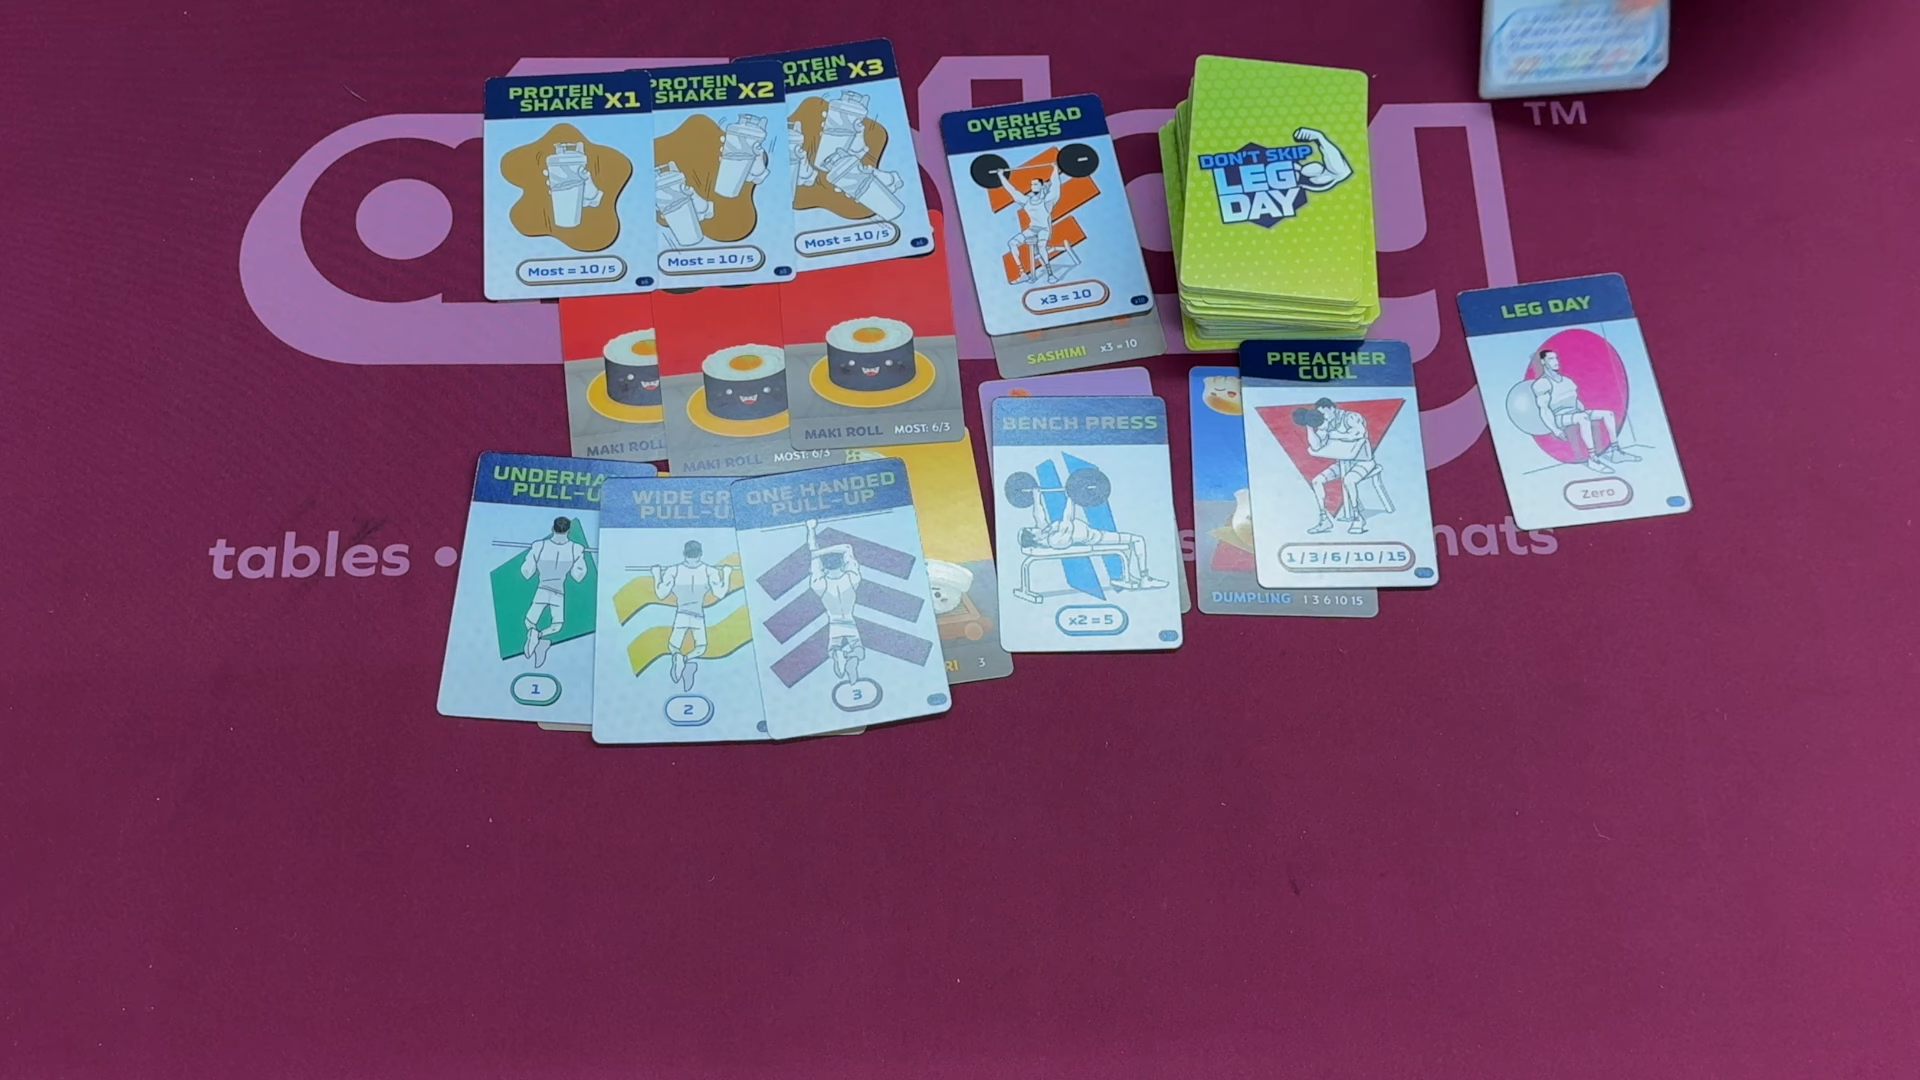 PROTEIN
SHAKE X1
Most = 10/5
PROTEIN
SHAKE X2
Most = 10/5
OTEIN
HAKE X3
Most = 10/5
OVERHEAD
PRESS
x3 = 10
SASHIMI x3 = 10
DON'T SKIP
LEG
DAY
TM
LEG DAY
Zero
MAKI ROLL
MAKI ROLL MOST: 6/3
MAKI ROLL MOST: 6/3
UNDERHA
PULL-U
1
WIDE GR
PULL-U
2
ONE HANDED
PULL-UP
3
RI 3
BENCH PRESS
x2 = 5
PREACHER
CURL
1/3/6/10/15
DUMPLING 1 3 6 10 15
tables •
s
mats